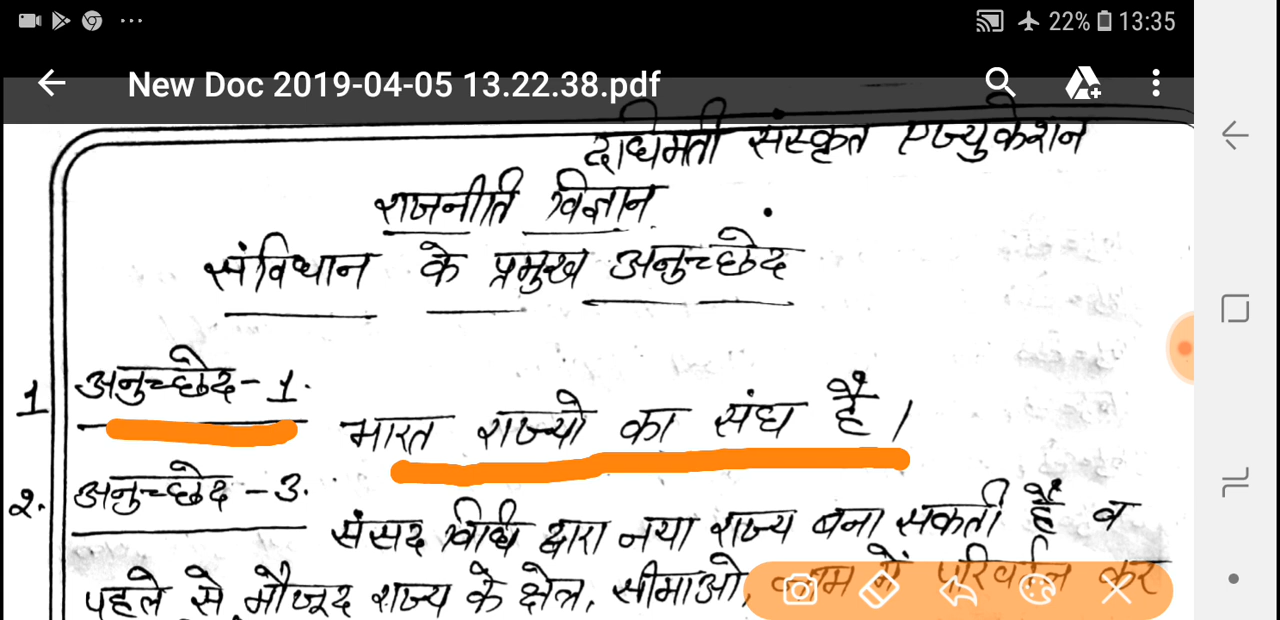 22% 13:35
New Doc 2019-04-05 13.22.38.pdf
दाधिमती संस्कृत एज्युकेशन
राजनीति विज्ञान
संविधान के प्रमुख अनुच्छेद
1 अनुच्छेद-1.
भारत राज्यो का संघ है।
2. अनुच्छेद-3.
संसद विधि द्वारा नया राज्य बना सकती है व
पहले से मौजूद राज्य के क्षेत्र, सीमाओ, नाम में परिवर्तन कर